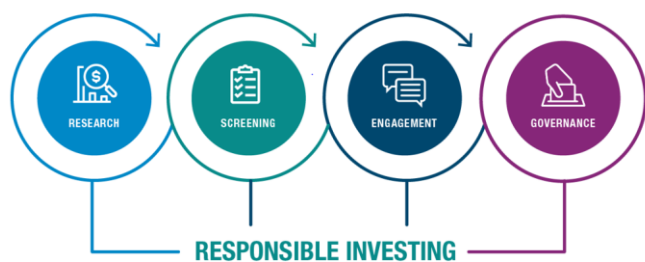 RESEARCH
SCREENING
ENGAGEMENT
GOVERNANCE
RESPONSIBLE INVESTING